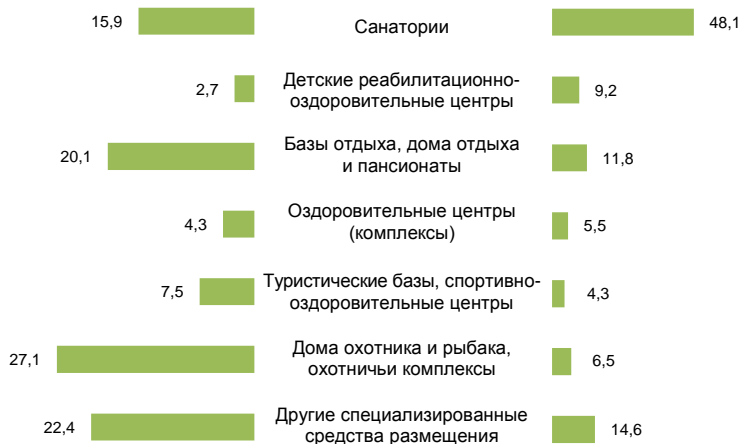 15,9 Санатории 48,1
Детские реабилитационно-
2,7 оздоровительные центры 9,2
Базы отдыха, дома отдыха
20,1 и пансионаты 11,8
Оздоровительные центры
4,3 (комплексы) 5,5
Туристические базы, спортивно-
7,5 оздоровительные центры 4,3
Дома охотника и рыбака,
27,1 охотничьи комплексы 6,5
Другие специализированные
22,4 средства размещения 14,6